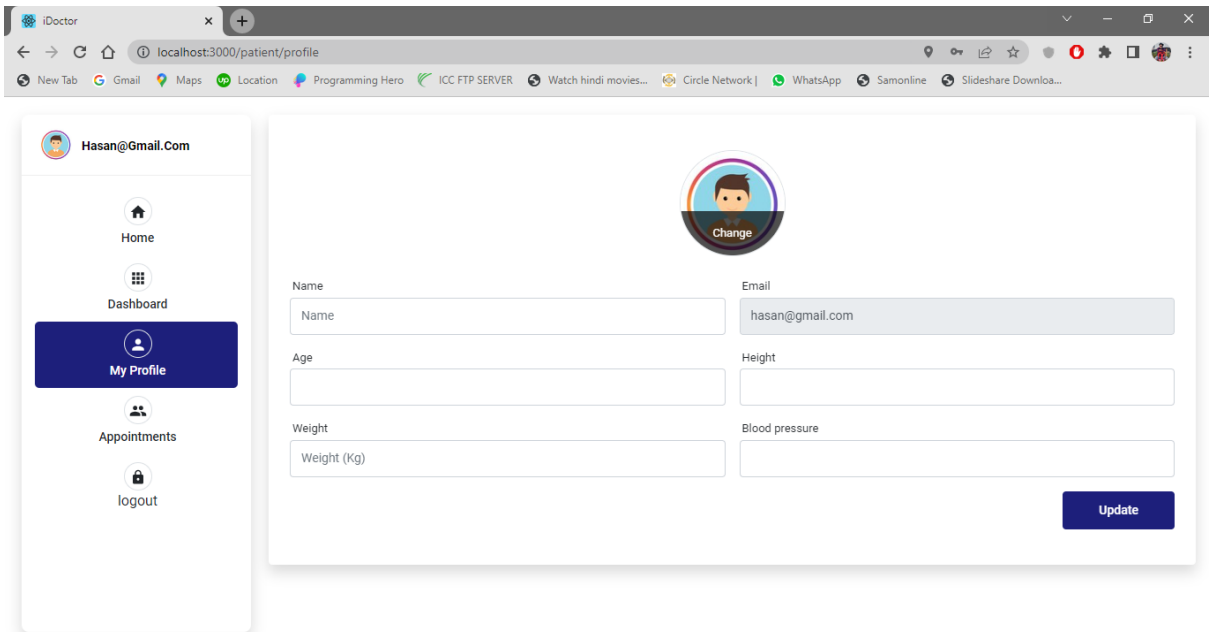 iDoctor
localhost:3000/patient/profile
New Tab Gmail Maps Location Programming Hero ICC FTP SERVER Watch hindi movies... Circle Network | WhatsApp Samonline Slideshare Downloa...
Hasan@Gmail.Com
Home
Dashboard
My Profile
Appointments
logout
Change
Name Email
Name hasan@gmail.com
Age Height
Weight Blood pressure
Weight (Kg)
Update